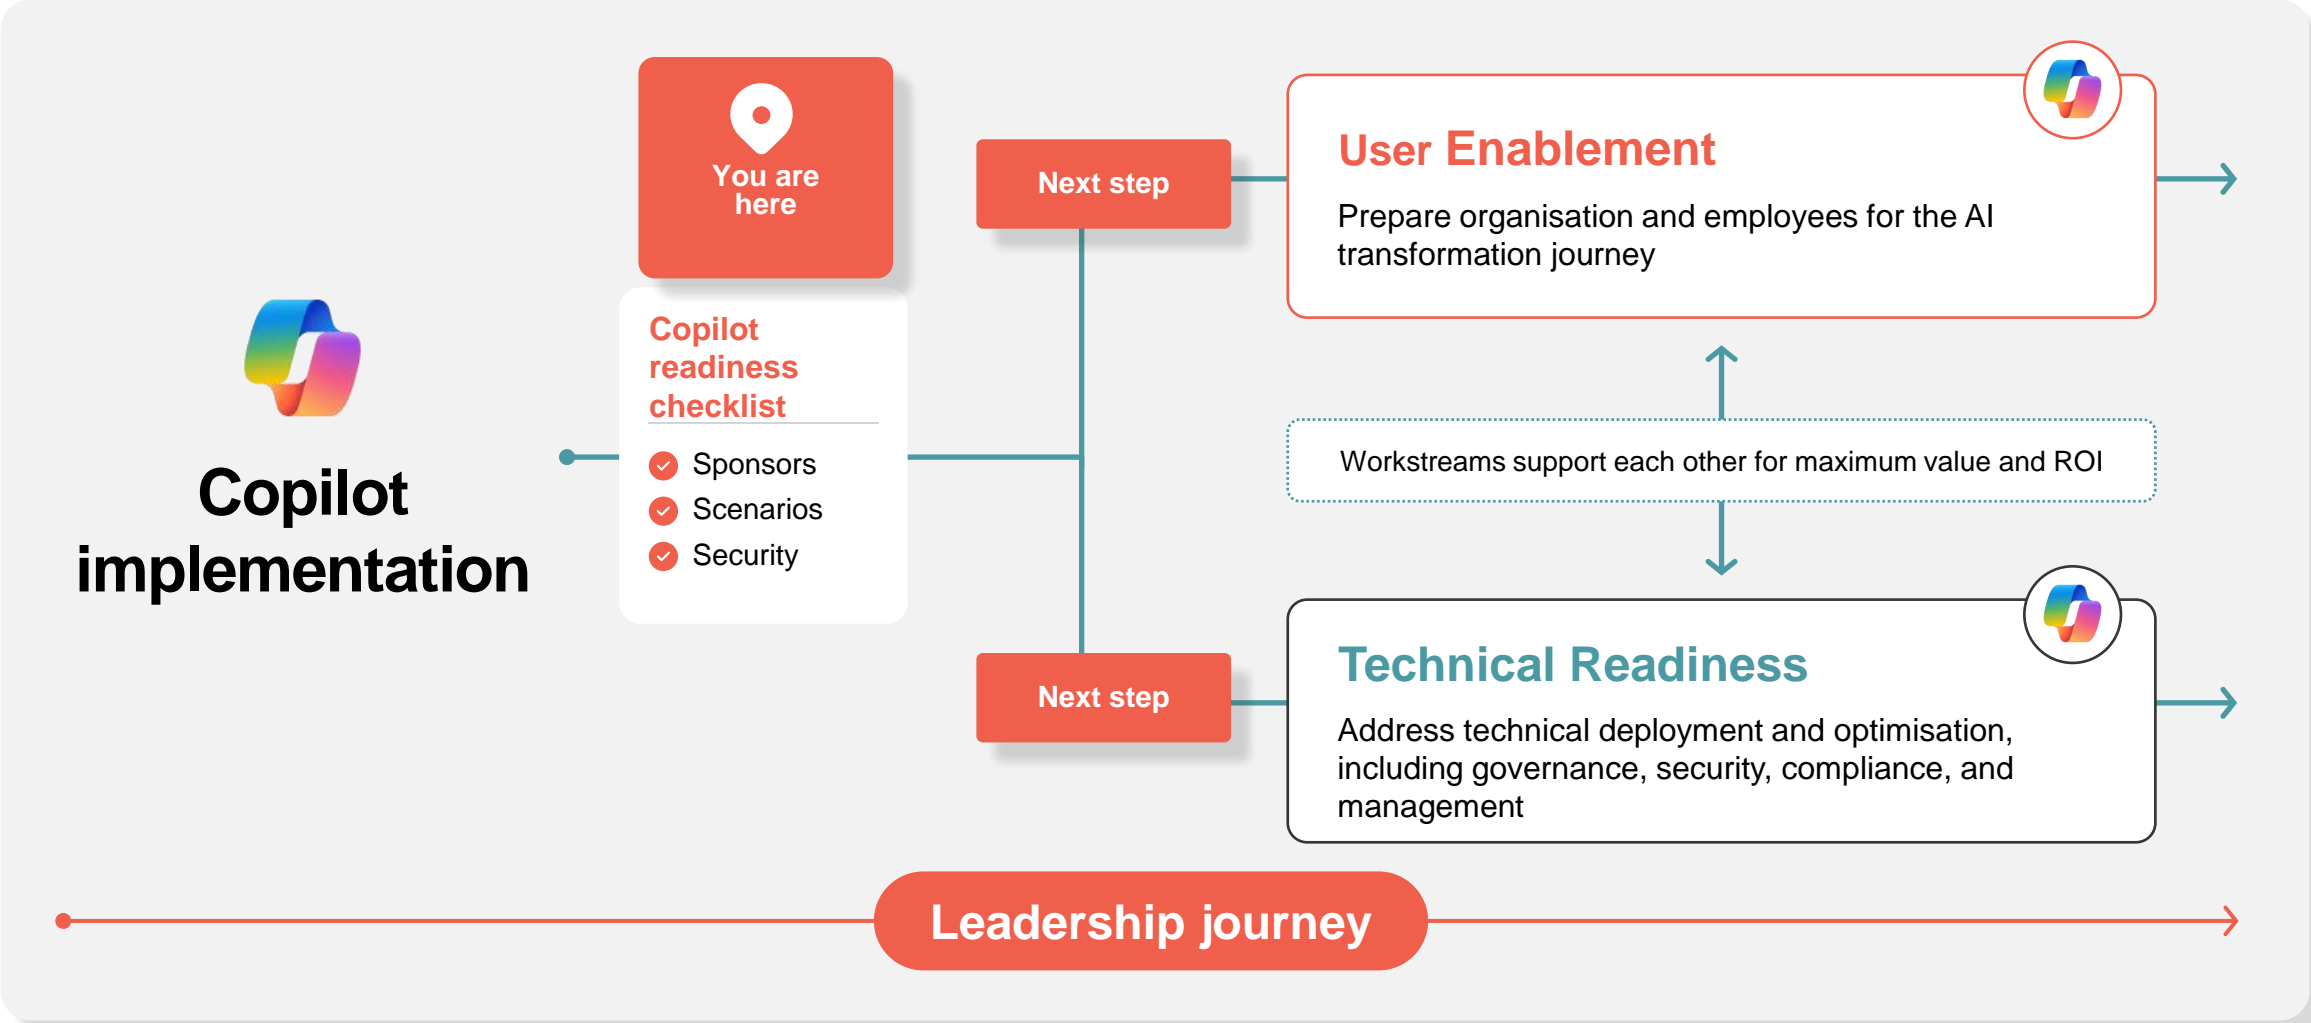 Copilot
implementation
You are
here
Copilot
readiness
checklist
Sponsors
Scenarios
Security
Next step
User Enablement
Prepare organisation and employees for the AI
transformation journey
Workstreams support each other for maximum value and ROI
Next step
Technical Readiness
Address technical deployment and optimisation,
including governance, security, compliance, and
management
Leadership journey